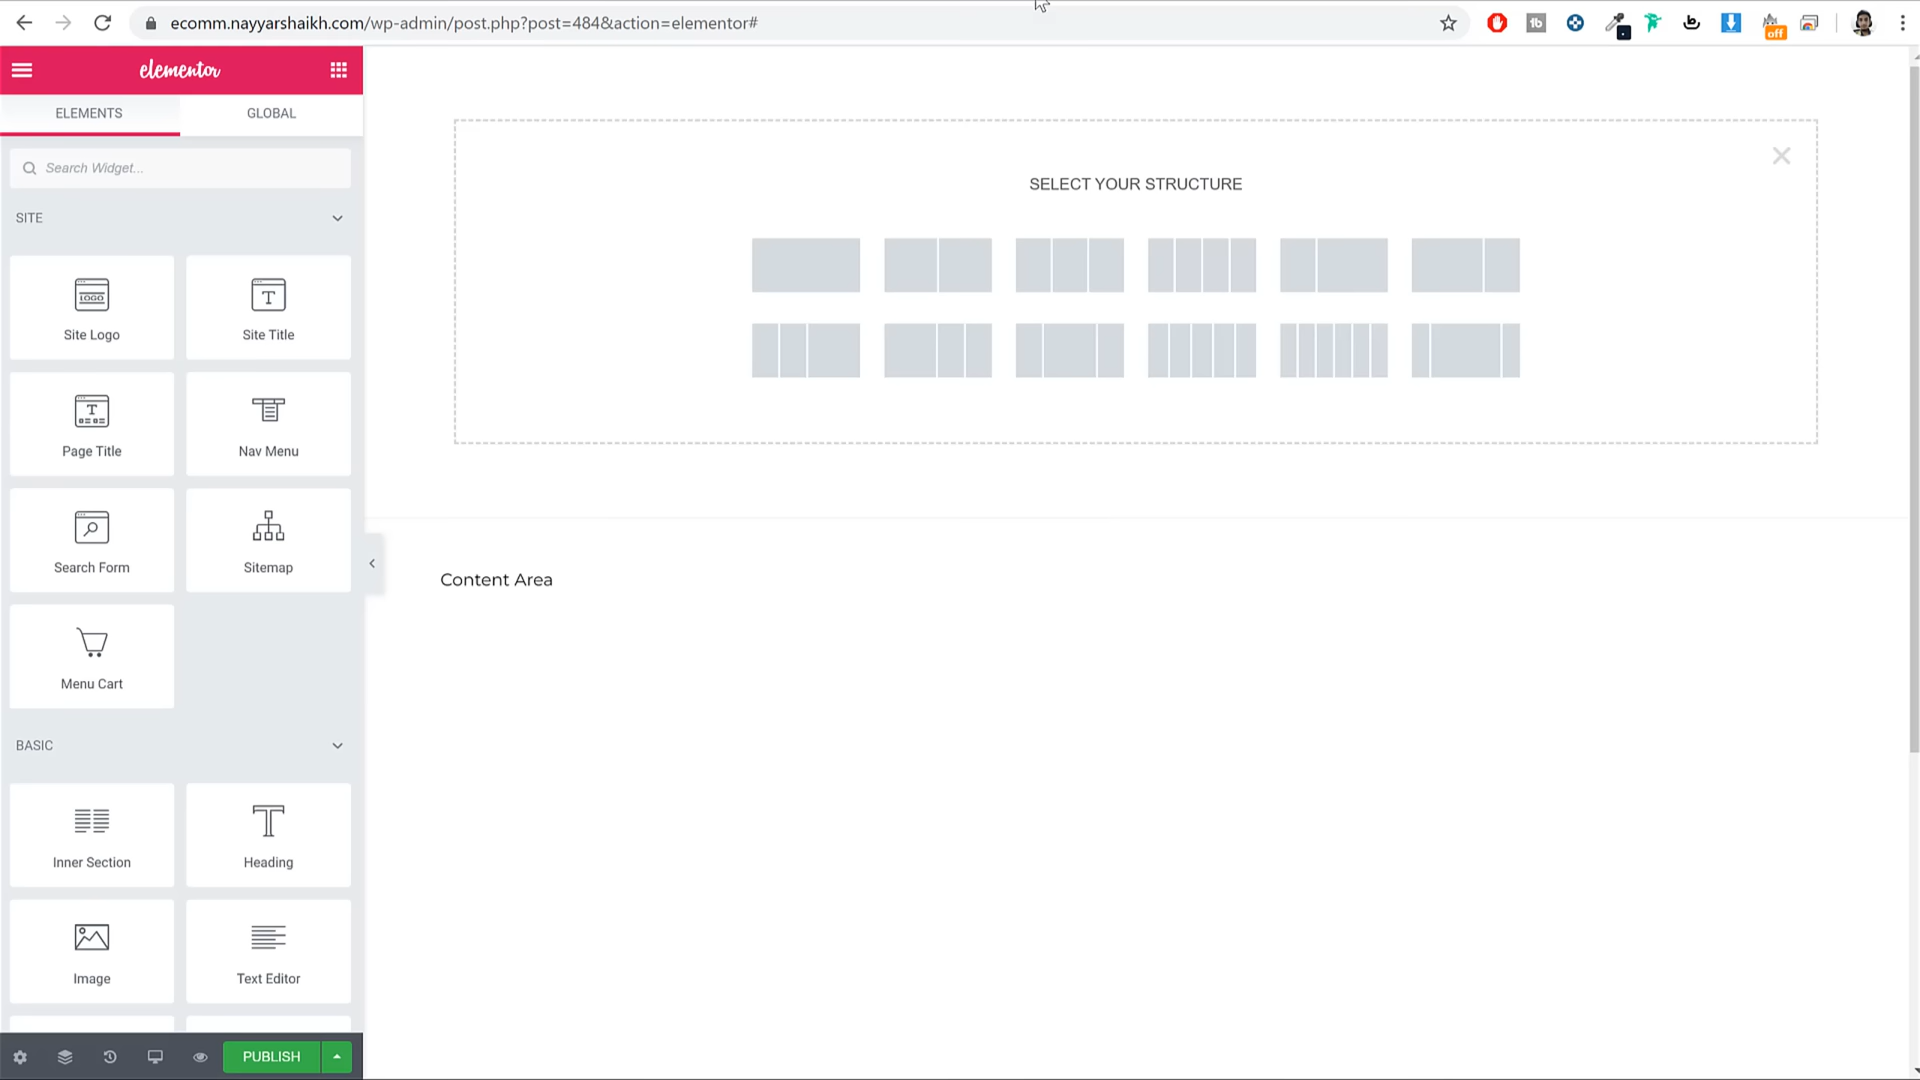 ecomm.nayyarshaikh.com/wp-admin/post.php?post=484&action=elementor#
off
elementor
ELEMENTS
GLOBAL
Search Widget...
SITE
LOGO
Site Logo
Site Title
Page Title
Nav Menu
Search Form
Sitemap
Menu Cart
BASIC
Inner Section
Heading
Image
Text Editor
PUBLISH
SELECT YOUR STRUCTURE
Content Area